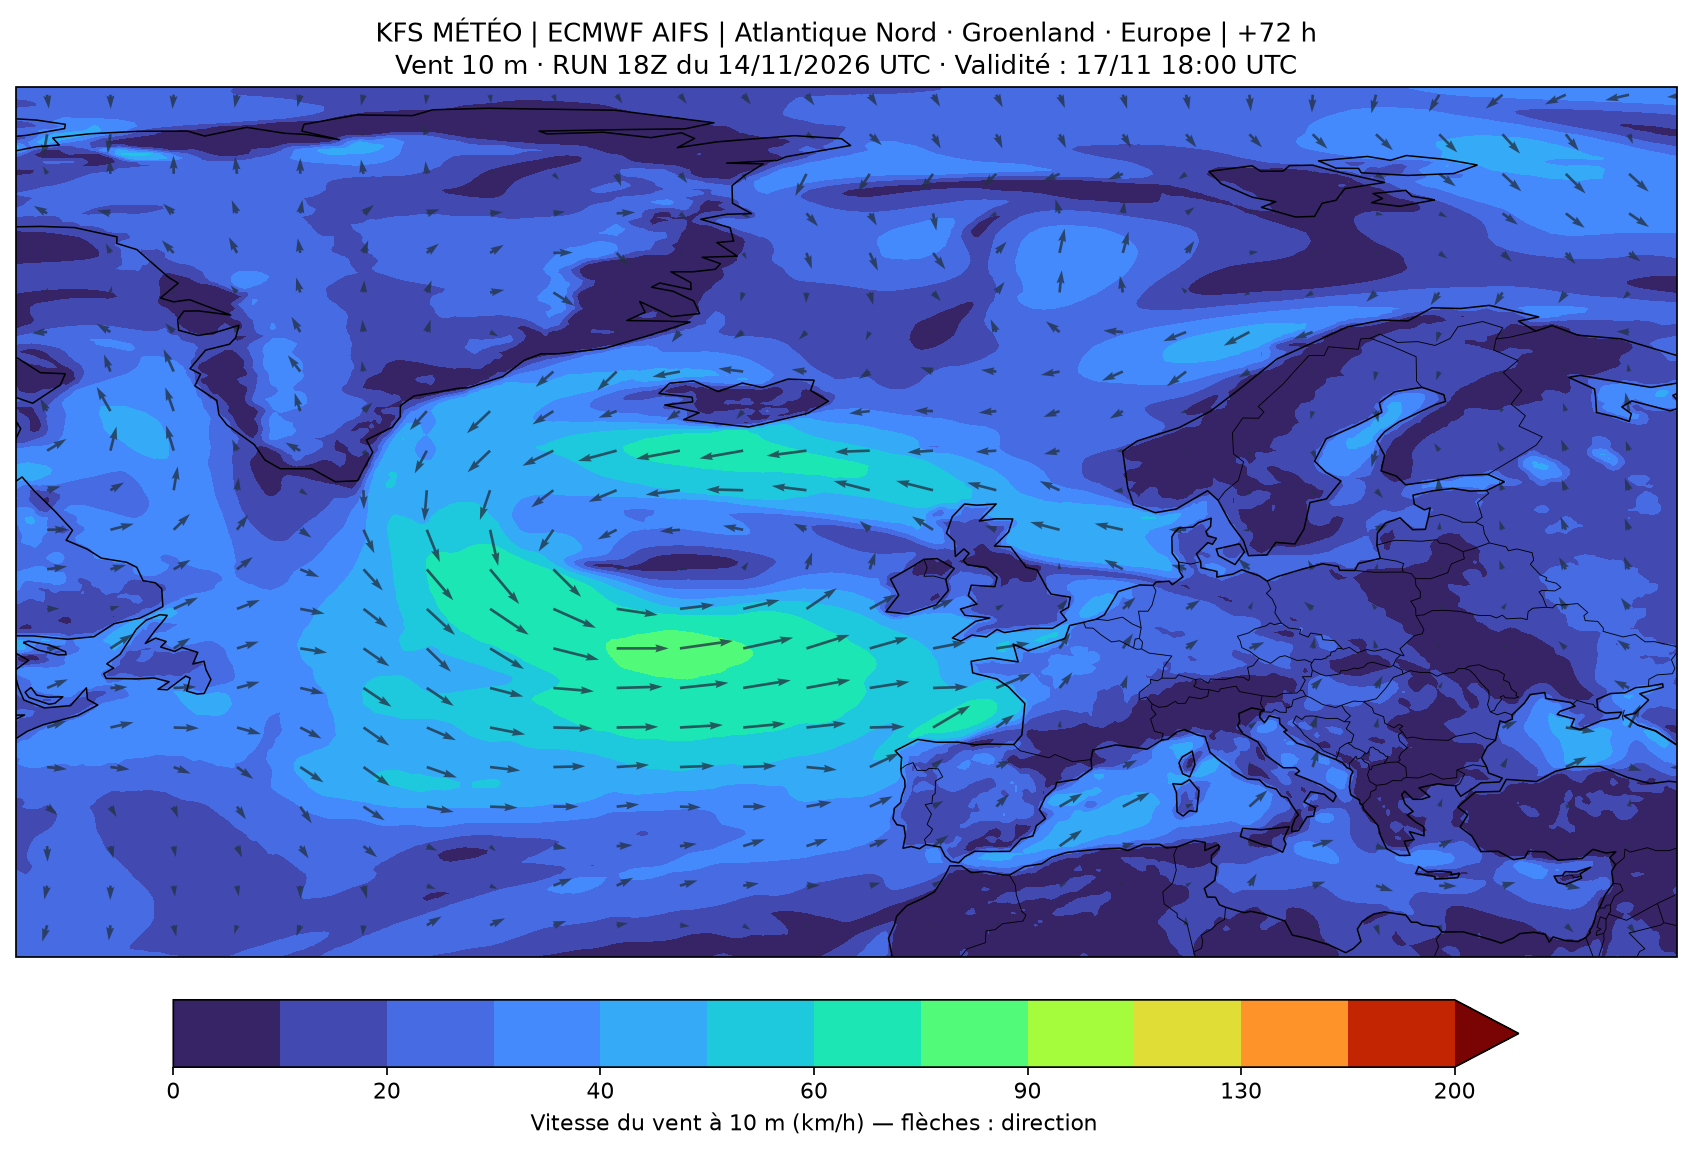 KFS MÉTÉO | ECMWF AIFS | Atlantique Nord · Groenland · Europe | +72 h
Vent 10 m · RUN 18Z du 14/11/2026 UTC · Validité : 17/11 18:00 UTC
0 20 40 60 90 130 200
Vitesse du vent à 10 m (km/h) — flèches : direction